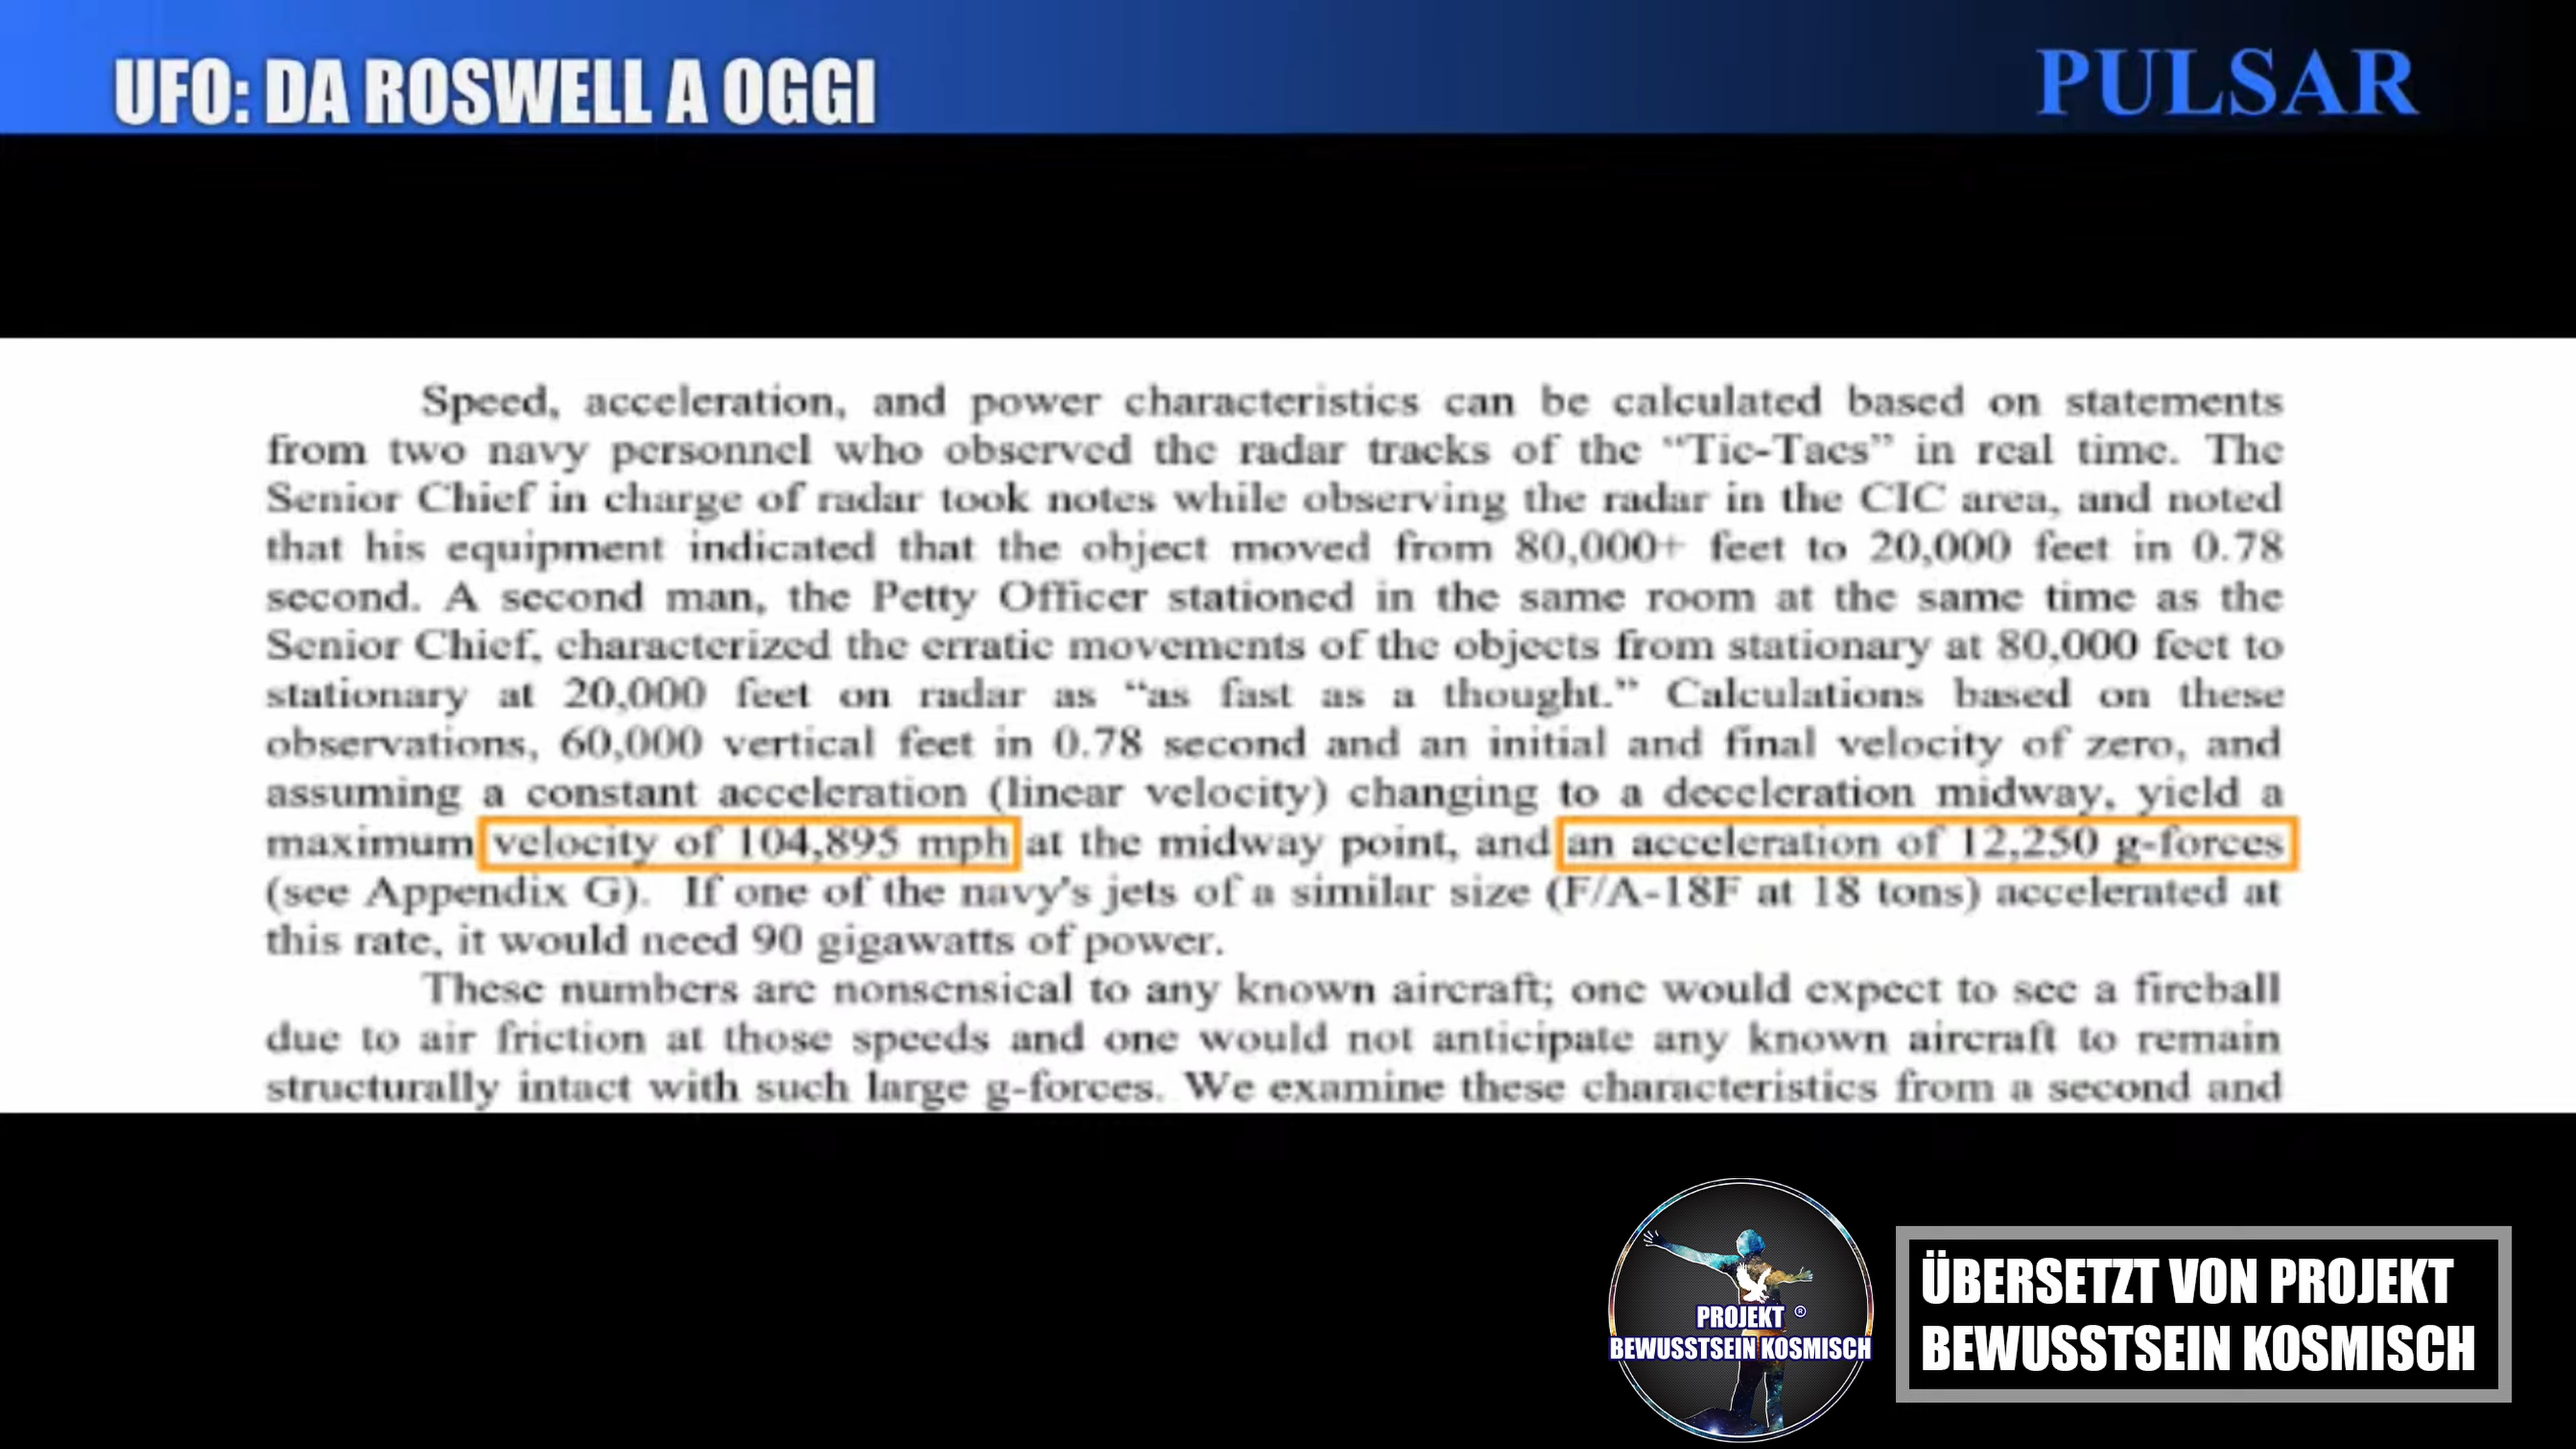 UFO: DA ROSWELL A OGGI
PULSAR
Speed, acceleration, and power characteristics can be calculated based on statements
from two navy personnel who observed the radar tracks of the “Tic-Tacs” in real time. The
Senior Chief in charge of radar took notes while observing the radar in the CIC area, and noted
that his equipment indicated that the object moved from 80,000+ feet to 20,000 feet in 0.78
second. A second man, the Petty Officer stationed in the same room at the same time as the
Senior Chief, characterized the erratic movements of the objects from stationary at 80,000 feet to
stationary at 20,000 feet on radar as “as fast as a thought.” Calculations based on these
observations, 60,000 vertical feet in 0.78 second and an initial and final velocity of zero, and
assuming a constant acceleration (linear velocity) changing to a deceleration midway, yield a
maximum velocity of 104,895 mph at the midway point, and an acceleration of 12,250 g-forces
(see Appendix G). If one of the navy's jets of a similar size (F/A-18F at 18 tons) accelerated at
this rate, it would need 90 gigawatts of power.
These numbers are nonsensical to any known aircraft; one would expect to see a fireball
due to air friction at those speeds and one would not anticipate any known aircraft to remain
structurally intact with such large g-forces. We examine these characteristics from a second and
PROJEKT ®
BEWUSSTSEIN KOSMISCH
ÜBERSETZT VON PROJEKT
BEWUSSTSEIN KOSMISCH